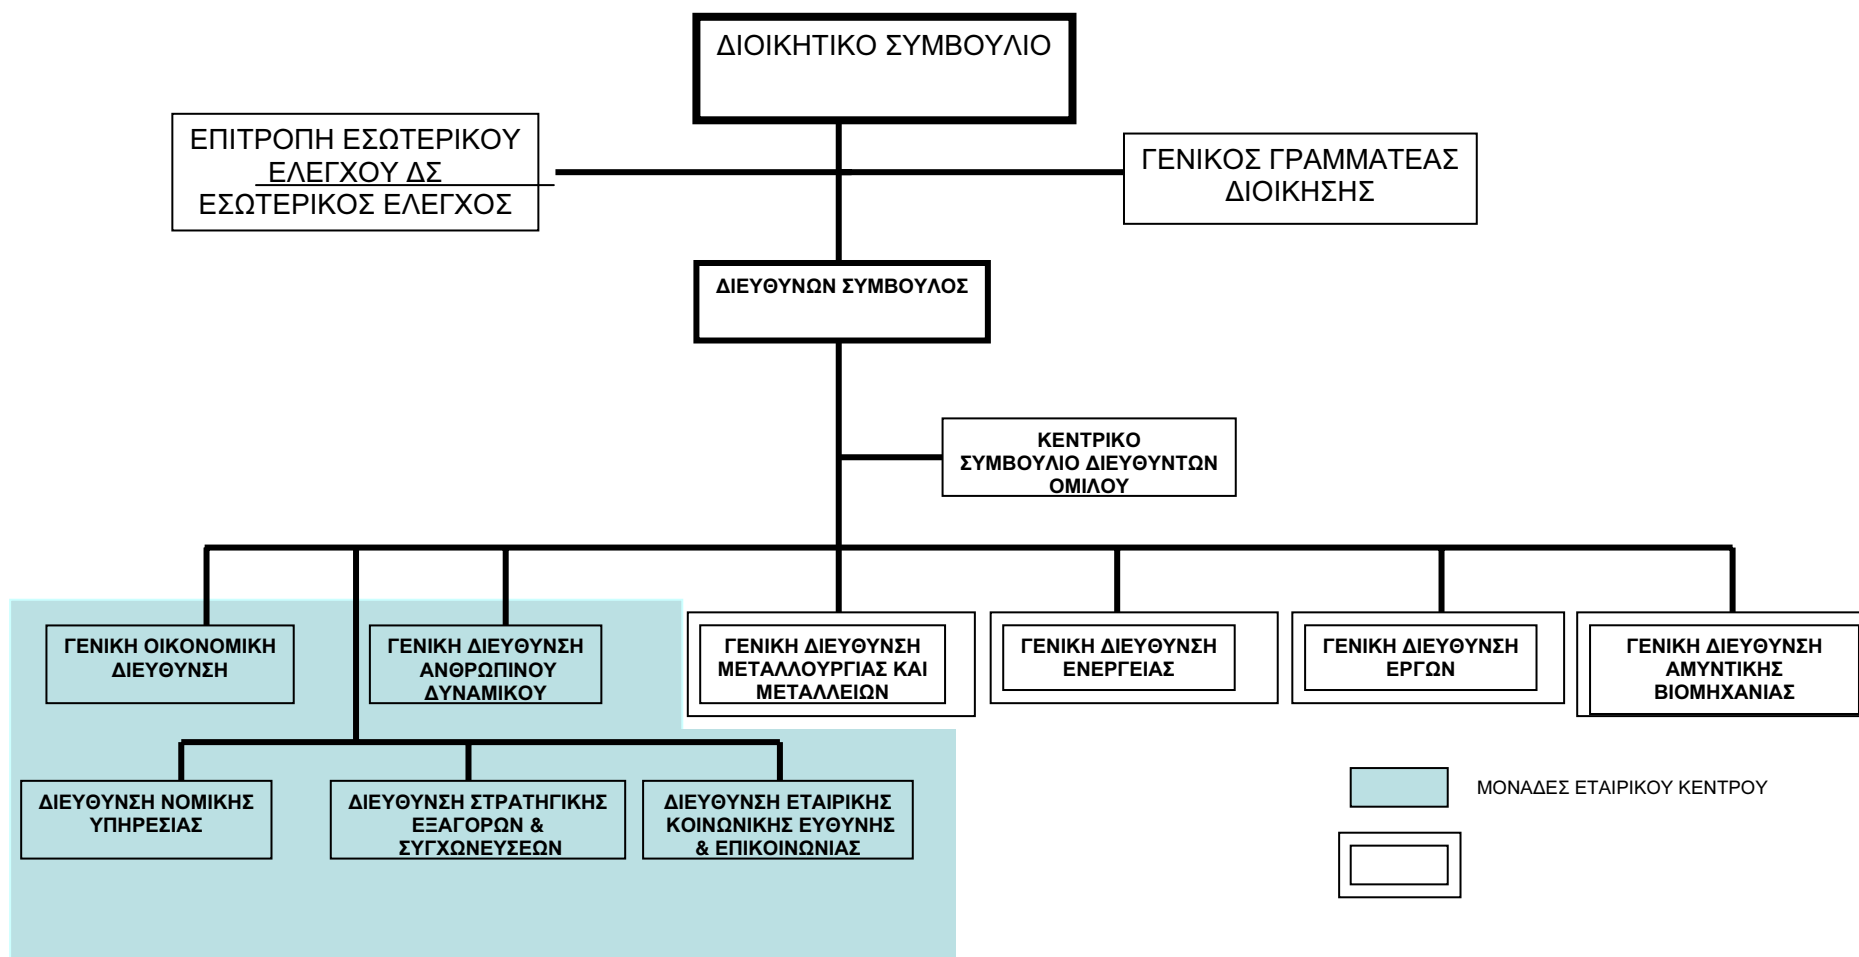 ΔΙΟΙΚΗΤΙΚΟ ΣΥΜΒΟΥΛΙΟ
ΕΠΙΤΡΟΠΗ ΕΣΩΤΕΡΙΚΟΥ
ΕΛΕΓΧΟΥ ΔΣ
ΕΣΩΤΕΡΙΚΟΣ ΕΛΕΓΧΟΣ
ΓΕΝΙΚΟΣ ΓΡΑΜΜΑΤΕΑΣ
ΔΙΟΙΚΗΣΗΣ
ΔΙΕΥΘΥΝΩΝ ΣΥΜΒΟΥΛΟΣ
ΚΕΝΤΡΙΚΟ
ΣΥΜΒΟΥΛΙΟ ΔΙΕΥΘΥΝΤΩΝ
ΟΜΙΛΟΥ
ΓΕΝΙΚΗ ΟΙΚΟΝΟΜΙΚΗ
ΔΙΕΥΘΥΝΣΗ
ΓΕΝΙΚΗ ΔΙΕΥΘΥΝΣΗ
ΑΝΘΡΩΠΙΝΟΥ
ΔΥΝΑΜΙΚΟΥ
ΓΕΝΙΚΗ ΔΙΕΥΘΥΝΣΗ
ΜΕΤΑΛΛΟΥΡΓΙΑΣ ΚΑΙ
ΜΕΤΑΛΛΕΙΩΝ
ΓΕΝΙΚΗ ΔΙΕΥΘΥΝΣΗ
ΕΝΕΡΓΕΙΑΣ
ΓΕΝΙΚΗ ΔΙΕΥΘΥΝΣΗ
ΕΡΓΩΝ
ΓΕΝΙΚΗ ΔΙΕΥΘΥΝΣΗ
ΑΜΥΝΤΙΚΗΣ
ΒΙΟΜΗΧΑΝΙΑΣ
ΔΙΕΥΘΥΝΣΗ ΝΟΜΙΚΗΣ
ΥΠΗΡΕΣΙΑΣ
ΔΙΕΥΘΥΝΣΗ ΣΤΡΑΤΗΓΙΚΗΣ
ΕΞΑΓΟΡΩΝ &
ΣΥΓΧΩΝΕΥΣΕΩΝ
ΔΙΕΥΘΥΝΣΗ ΕΤΑΙΡΙΚΗΣ
ΚΟΙΝΩΝΙΚΗΣ ΕΥΘΥΝΗΣ
& ΕΠΙΚΟΙΝΩΝΙΑΣ
ΜΟΝΑΔΕΣ ΕΤΑΙΡΙΚΟΥ ΚΕΝΤΡΟΥ